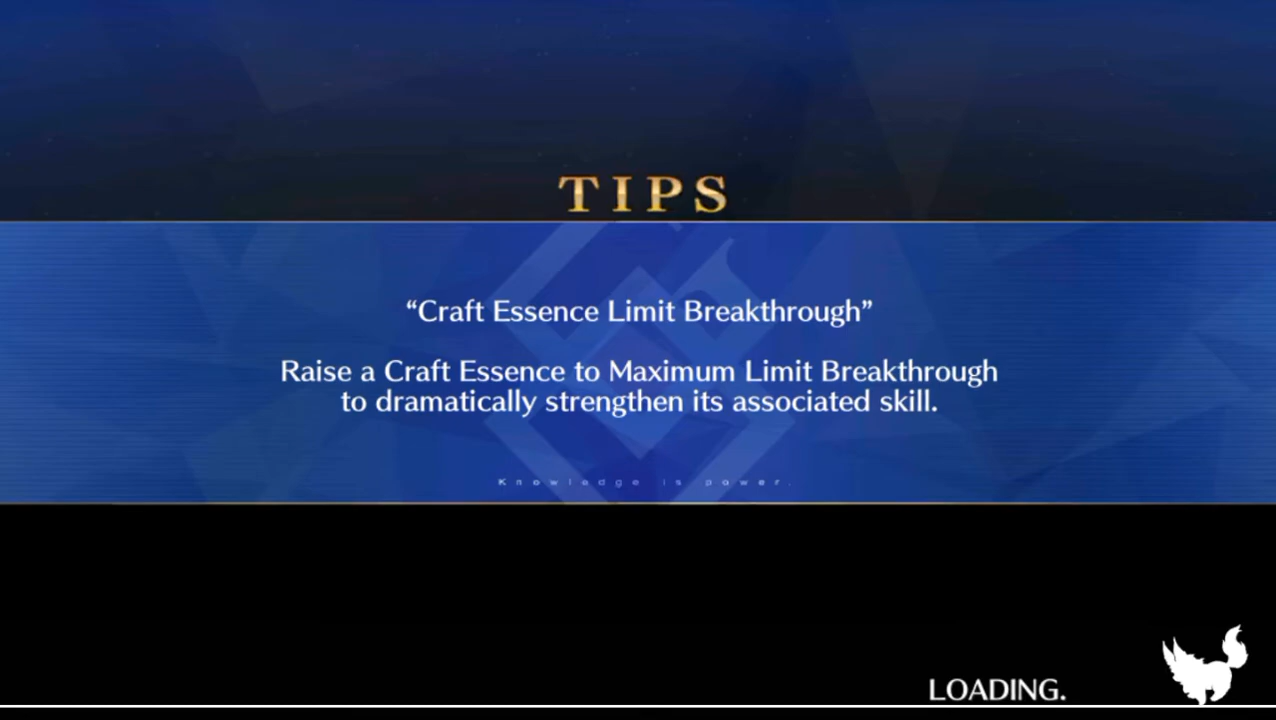 TIPS
“Craft Essence Limit Breakthrough”
Raise a Craft Essence to Maximum Limit Breakthrough
to dramatically strengthen its associated skill.
Knowledge is power.
LOADING.